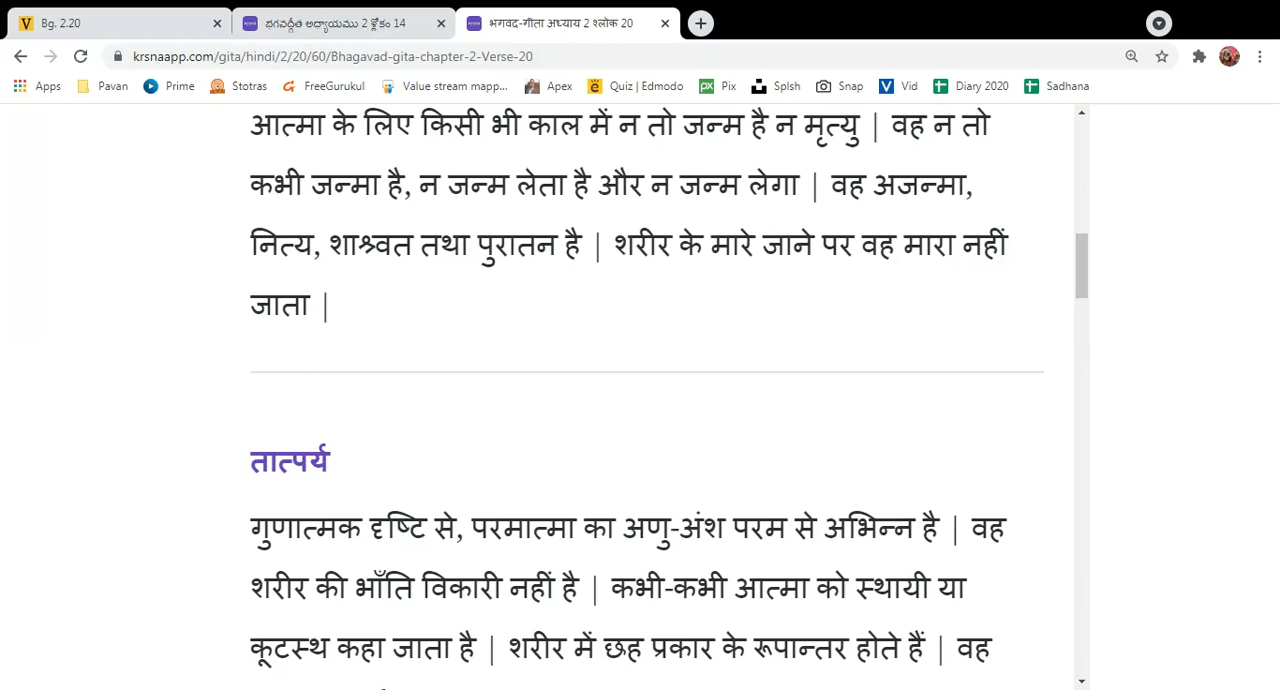 Bg. 2.20
భగవద్గీత అధ్యాయము 2 శ్లోకం 14
भगवद-गीता अध्याय 2 श्लोक 20
krsnaapp.com/gita/hindi/2/20/60/Bhagavad-gita-chapter-2-Verse-20
Apps Pavan Prime Stotras FreeGurukul Value stream mapp... Apex Quiz | Edmodo Pix Splsh Snap Vid Diary 2020 Sadhana
आत्मा के लिए किसी भी काल में न तो जन्म है न मृत्यु | वह न तो
कभी जन्मा है, न जन्म लेता है और न जन्म लेगा | वह अजन्मा,
नित्य, शाश्र्वत तथा पुरातन है | शरीर के मारे जाने पर वह मारा नहीं
जाता |
तात्पर्य
गुणात्मक दृष्टि से, परमात्मा का अणु-अंश परम से अभिन्न है | वह
शरीर की भाँति विकारी नहीं है | कभी-कभी आत्मा को स्थायी या
कूटस्थ कहा जाता है | शरीर में छह प्रकार के रूपान्तर होते हैं | वह